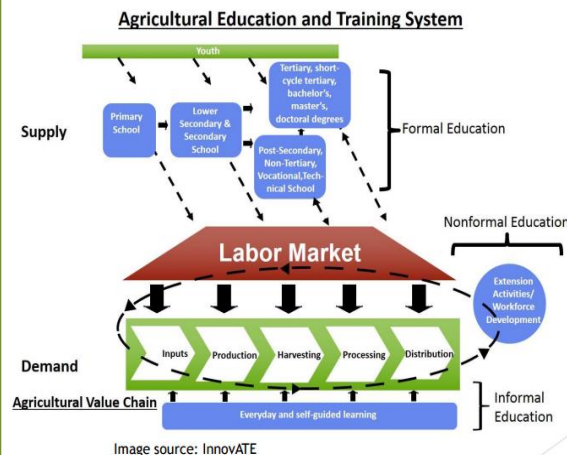 Agricultural Education and Training System
Youth
Tertiary, short-
cycle tertiary,
bachelor's,
master's,
doctoral degrees
Primary
School
Lower
Secondary &
Secondary
School
Supply
Formal Education
Post-Secondary,
Non-Tertiary,
Vocational,Tech-
nical School
Nonformal Education
Labor Market
Extension
Activities/
Workforce
Development
Inputs
Production
Harvesting
Processing
Distribution
Demand
Agricultural Value Chain
Everyday and self-guided learning
Informal
Education
Image source: InnovATE